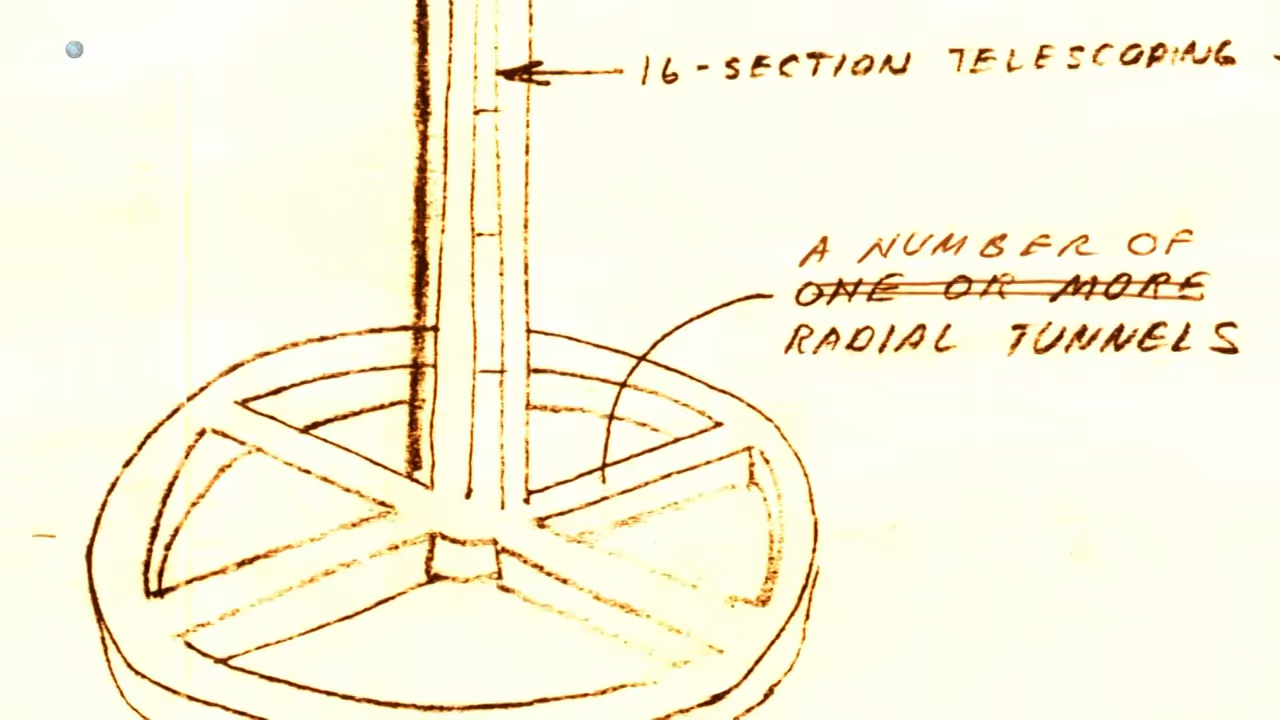 16-SECTION TELESCOPING
A NUMBER OF
ONE OR MORE
RADIAL TUNNELS